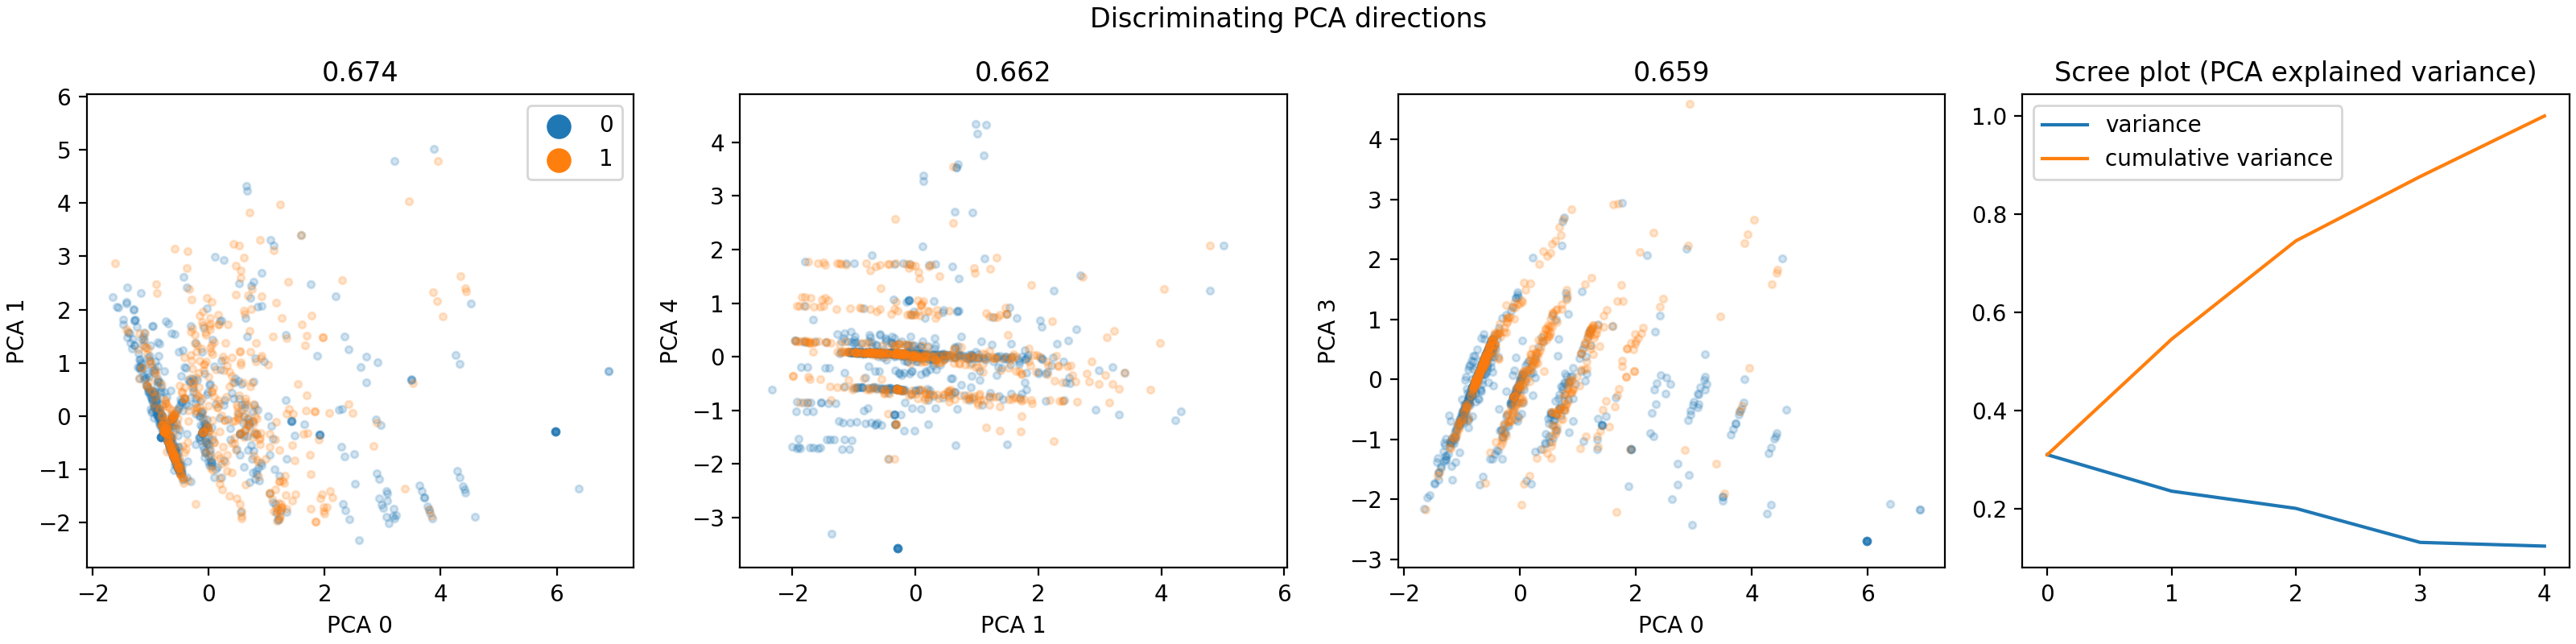 Discriminating PCA directions
0.674
6
5
4
3
2
1
0
−1
−2
PCA 1
−2 0 2 4 6
PCA 0
0
1
0.662
4
3
2
1
0
−1
−2
−3
PCA 4
−2 0 2 4 6
PCA 1
0.659
4
3
2
1
0
−1
−2
−3
PCA 3
−2 0 2 4 6
PCA 0
Scree plot (PCA explained variance)
variance
cumulative variance
1.0
0.8
0.6
0.4
0.2
0 1 2 3 4